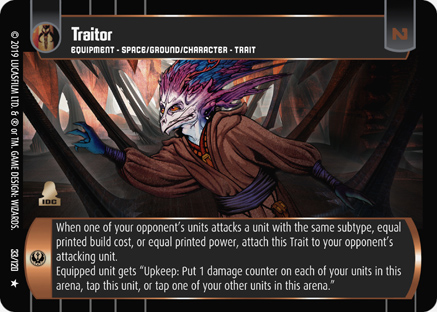 Traitor
N
EQUIPMENT - SPACE/GROUND/CHARACTER - TRAIT
© 2019 LUCASFILM LTD. & ® or TM. GAME DESIGN: WIZARDS.
33/120
IDC
When one of your opponent's units attacks a unit with the same subtype, equal
printed build cost, or equal printed power, attach this Trait to your opponent's
attacking unit.
Equipped unit gets "Upkeep: Put 1 damage counter on each of your units in this
arena, tap this unit, or tap one of your other units in this arena."